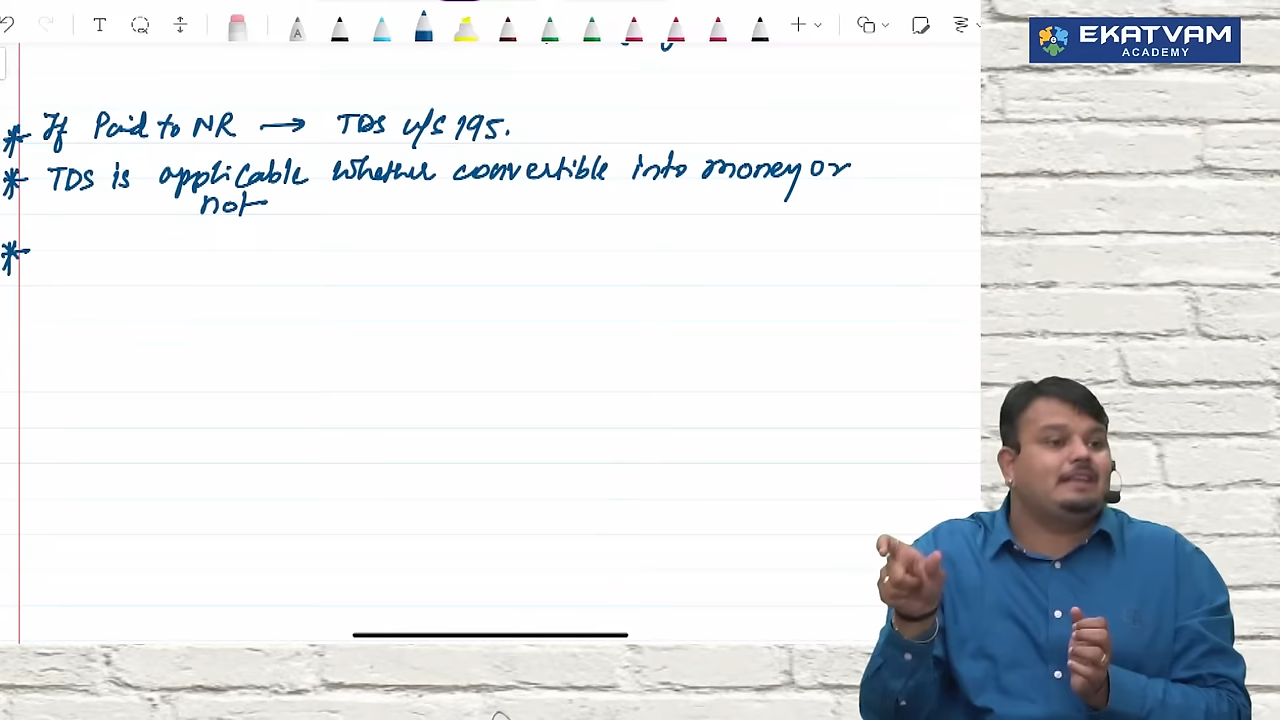 EKATVAM
ACADEMY
* If Paid to NR → TDS u/s 195.
* TDS is applicable whether convertible into money or
not
*